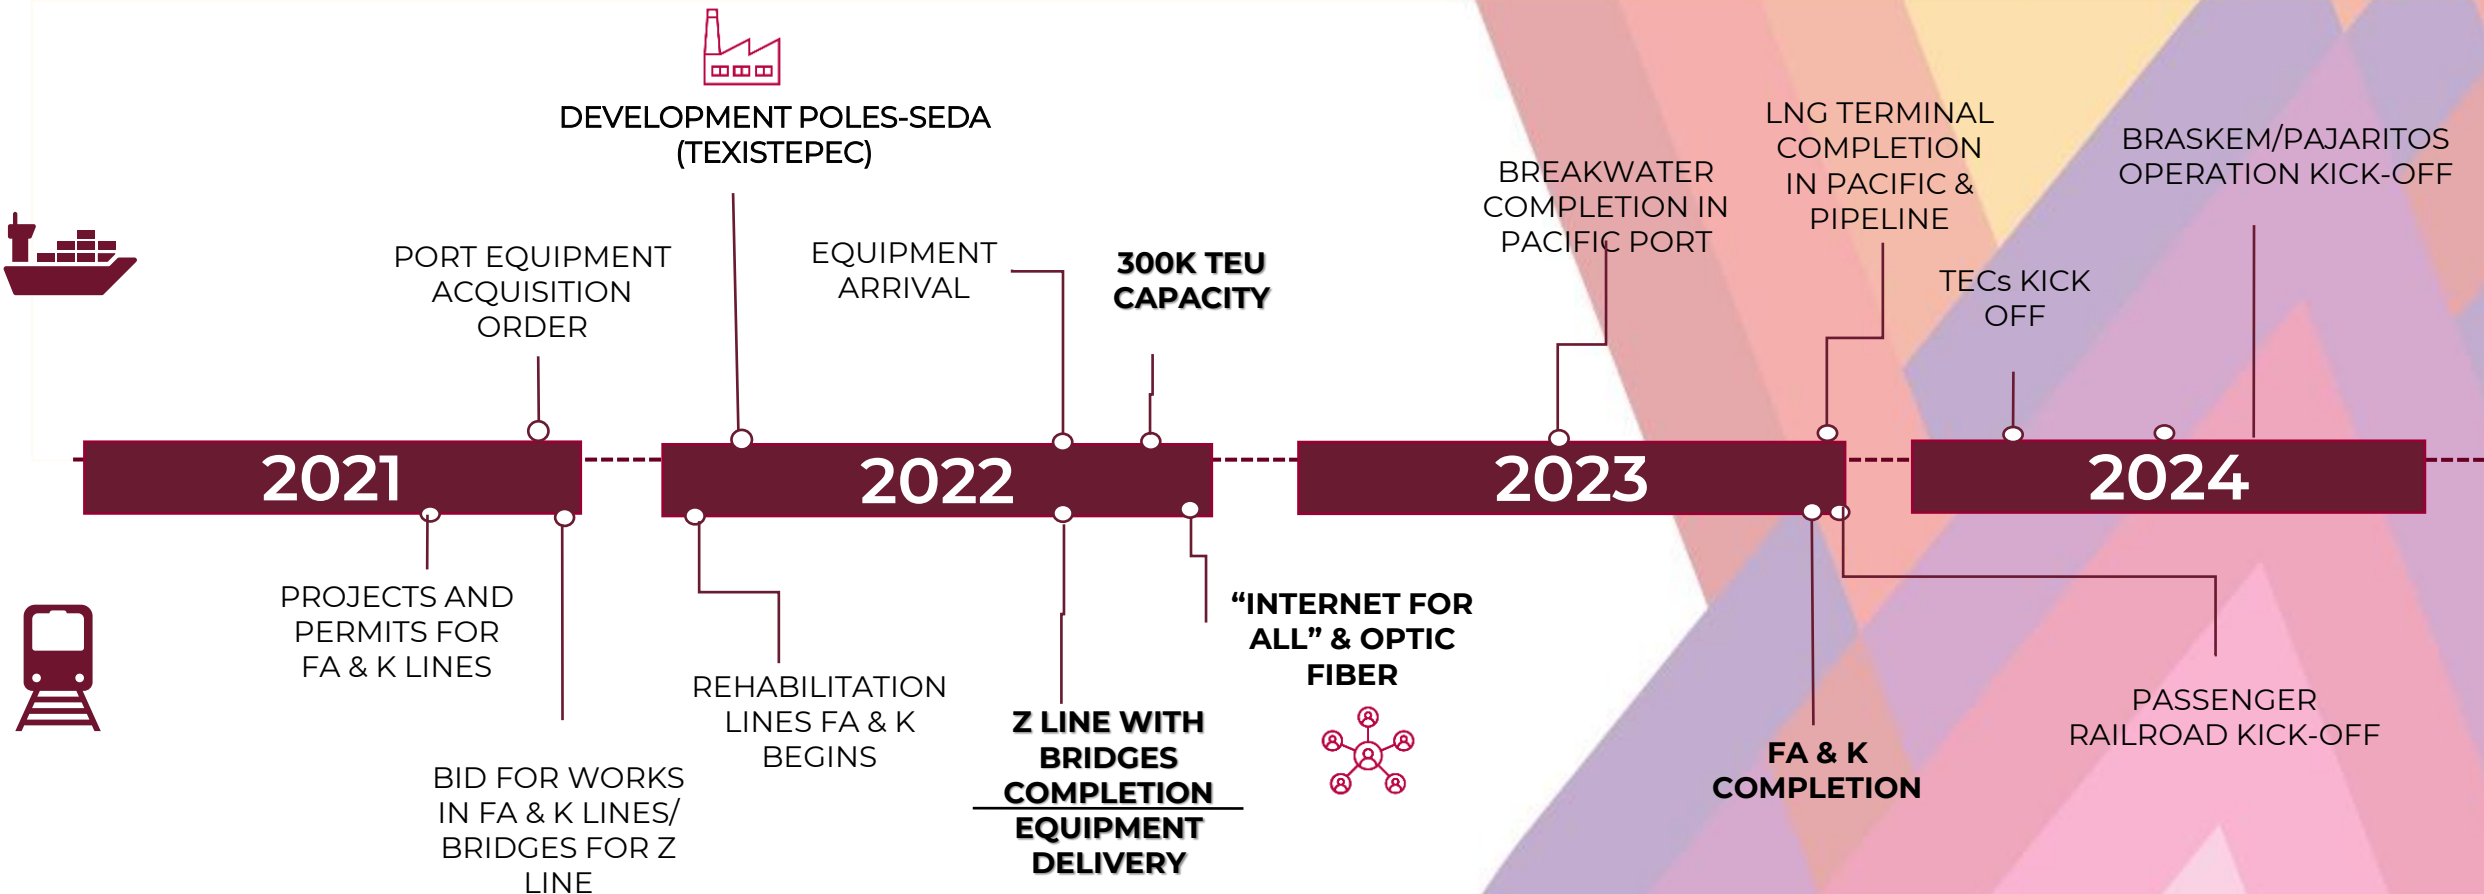 DEVELOPMENT POLES-SEDA
(TEXISTEPEC)
PORT EQUIPMENT
ACQUISITION
ORDER
EQUIPMENT
ARRIVAL
300K TEU
CAPACITY
BREAKWATER
COMPLETION IN
PACIFIC PORT
LNG TERMINAL
COMPLETION
IN PACIFIC &
PIPELINE
TECs KICK
OFF
BRASKEM/PAJARITOS
OPERATION KICK-OFF
2021
2022
2023
2024
PROJECTS AND
PERMITS FOR
FA & K LINES
BID FOR WORKS
IN FA & K LINES/
BRIDGES FOR Z
LINE
REHABILITATION
LINES FA & K
BEGINS
Z LINE WITH
BRIDGES
COMPLETION
EQUIPMENT
DELIVERY
“INTERNET FOR
ALL” & OPTIC
FIBER
FA & K
COMPLETION
PASSENGER
RAILROAD KICK-OFF